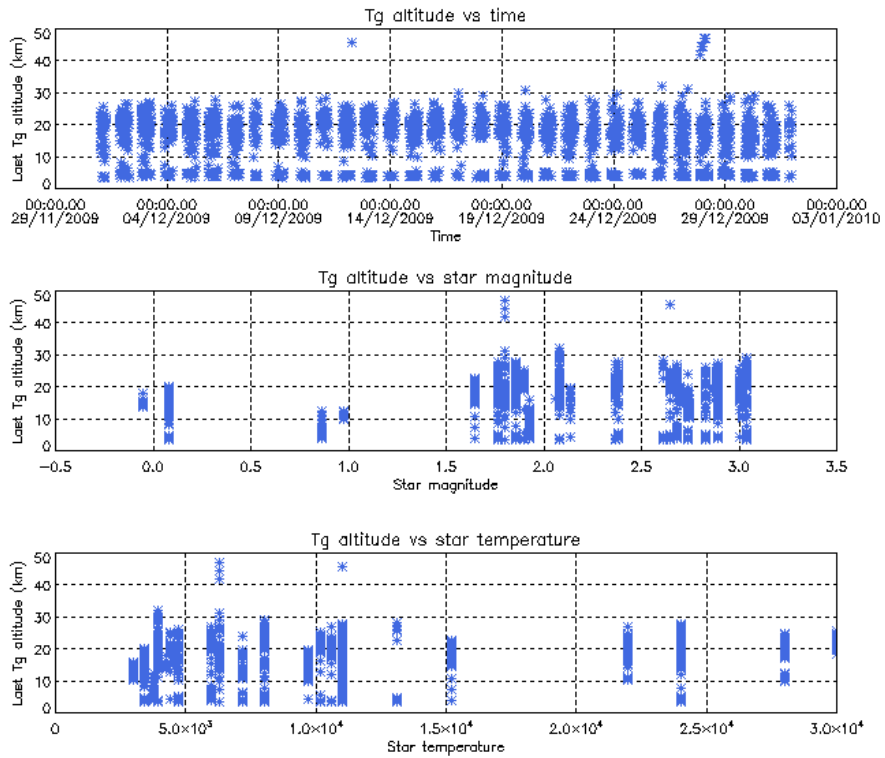 Tg altitude vs time
Last Tg altitude (km)
50
40
30
20
10
0
00:00:00 00:00:00 00:00:00 00:00:00 00:00:00 00:00:00 00:00:00 00:00:00
29/11/2009 04/12/2009 09/12/2009 14/12/2009 19/12/2009 24/12/2009 29/12/2009 03/01/2010
Time
Tg altitude vs star magnitude
Last Tg altitude (km)
50
40
30
20
10
0
-0.5 0.0 0.5 1.0 1.5 2.0 2.5 3.0 3.5
Star magnitude
Tg altitude vs star temperature
Last Tg altitude (km)
50
40
30
20
10
0
0 5.0×10³ 1.0×10⁴ 1.5×10⁴ 2.0×10⁴ 2.5×10⁴ 3.0×10⁴
Star temperature